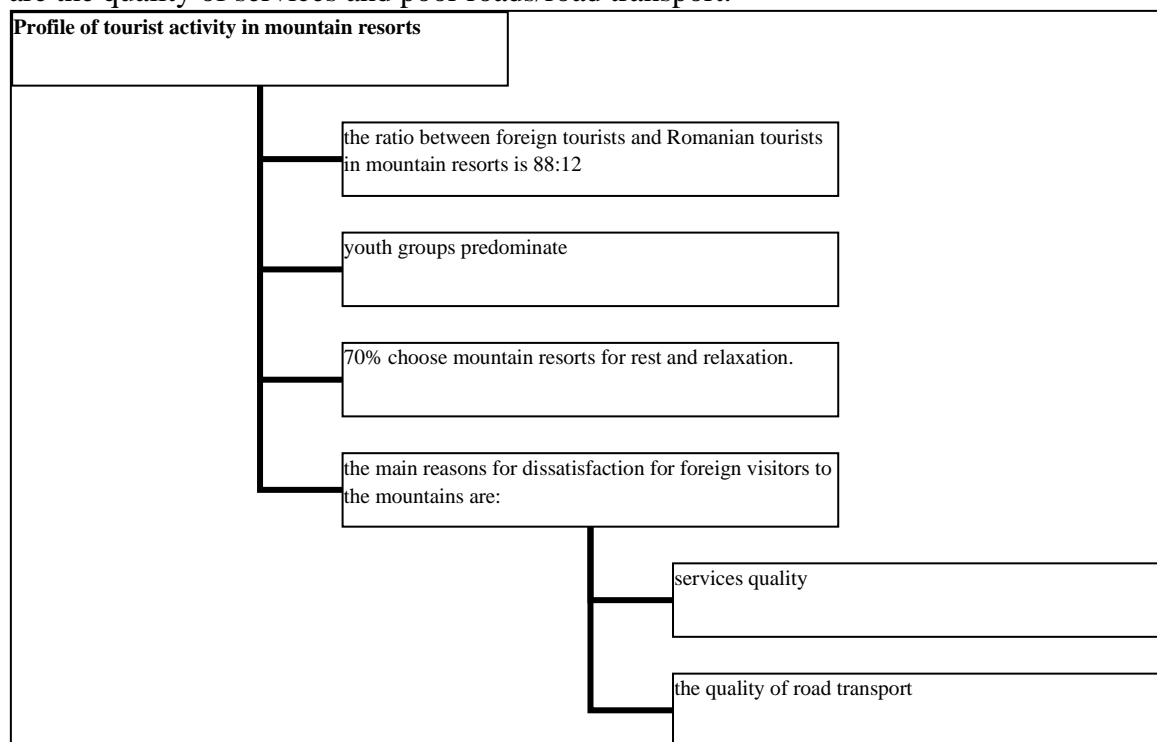 are the quality of services and poor roads/road transport.
Profile of tourist activity in mountain resorts
the ratio between foreign tourists and Romanian tourists
in mountain resorts is 88:12
youth groups predominate
70% choose mountain resorts for rest and relaxation.
the main reasons for dissatisfaction for foreign visitors to
the mountains are:
services quality
the quality of road transport